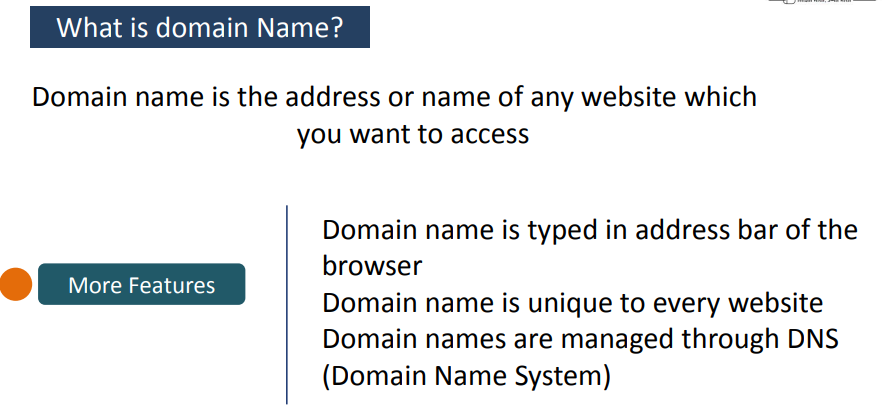 What is domain Name?
Domain name is the address or name of any website which
you want to access
More Features
Domain name is typed in address bar of the
browser
Domain name is unique to every website
Domain names are managed through DNS
(Domain Name System)